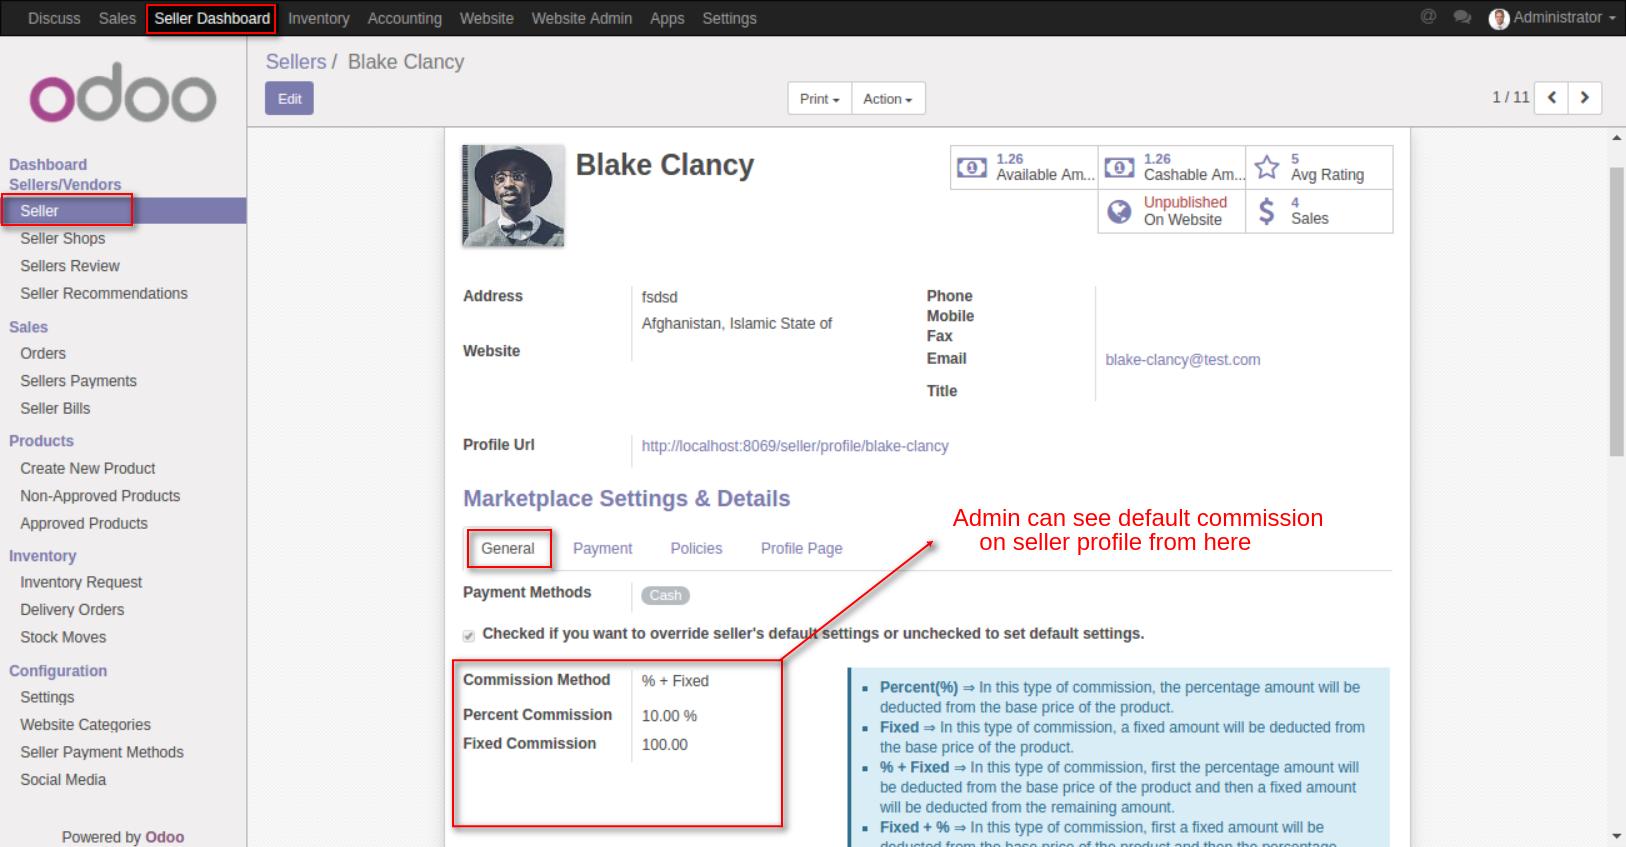 Discuss Sales Seller Dashboard Inventory Accounting Website Website Admin Apps Settings @ Administrator
odoo
Dashboard
Sellers/Vendors
Seller
Seller Shops
Sellers Review
Seller Recommendations
Sales
Orders
Sellers Payments
Seller Bills
Products
Create New Product
Non-Approved Products
Approved Products
Inventory
Inventory Request
Delivery Orders
Stock Moves
Configuration
Settings
Website Categories
Seller Payment Methods
Social Media
Powered by Odoo
Sellers / Blake Clancy
Edit Print Action 1 / 11
Blake Clancy
1.26
Available Am...
1.26
Cashable Am...
5
Avg Rating
Unpublished
On Website
4
Sales
Address fsdsd
Afghanistan, Islamic State of
Website
Phone
Mobile
Fax
Email blake-clancy@test.com
Title
Profile Url http://localhost:8069/seller/profile/blake-clancy
Marketplace Settings & Details
Admin can see default commission
on seller profile from here
General Payment Policies Profile Page
Payment Methods Cash
Checked if you want to override seller's default settings or unchecked to set default settings.
Commission Method % + Fixed
Percent Commission 10.00 %
Fixed Commission 100.00
Percent(%) ⇒ In this type of commission, the percentage amount will be
deducted from the base price of the product.
Fixed ⇒ In this type of commission, a fixed amount will be deducted from
the base price of the product.
% + Fixed ⇒ In this type of commission, first the percentage amount will
be deducted from the base price of the product and then a fixed amount
will be deducted from the remaining amount.
Fixed + % ⇒ In this type of commission, first a fixed amount will be
deducted from the base price of the product and then the percentage